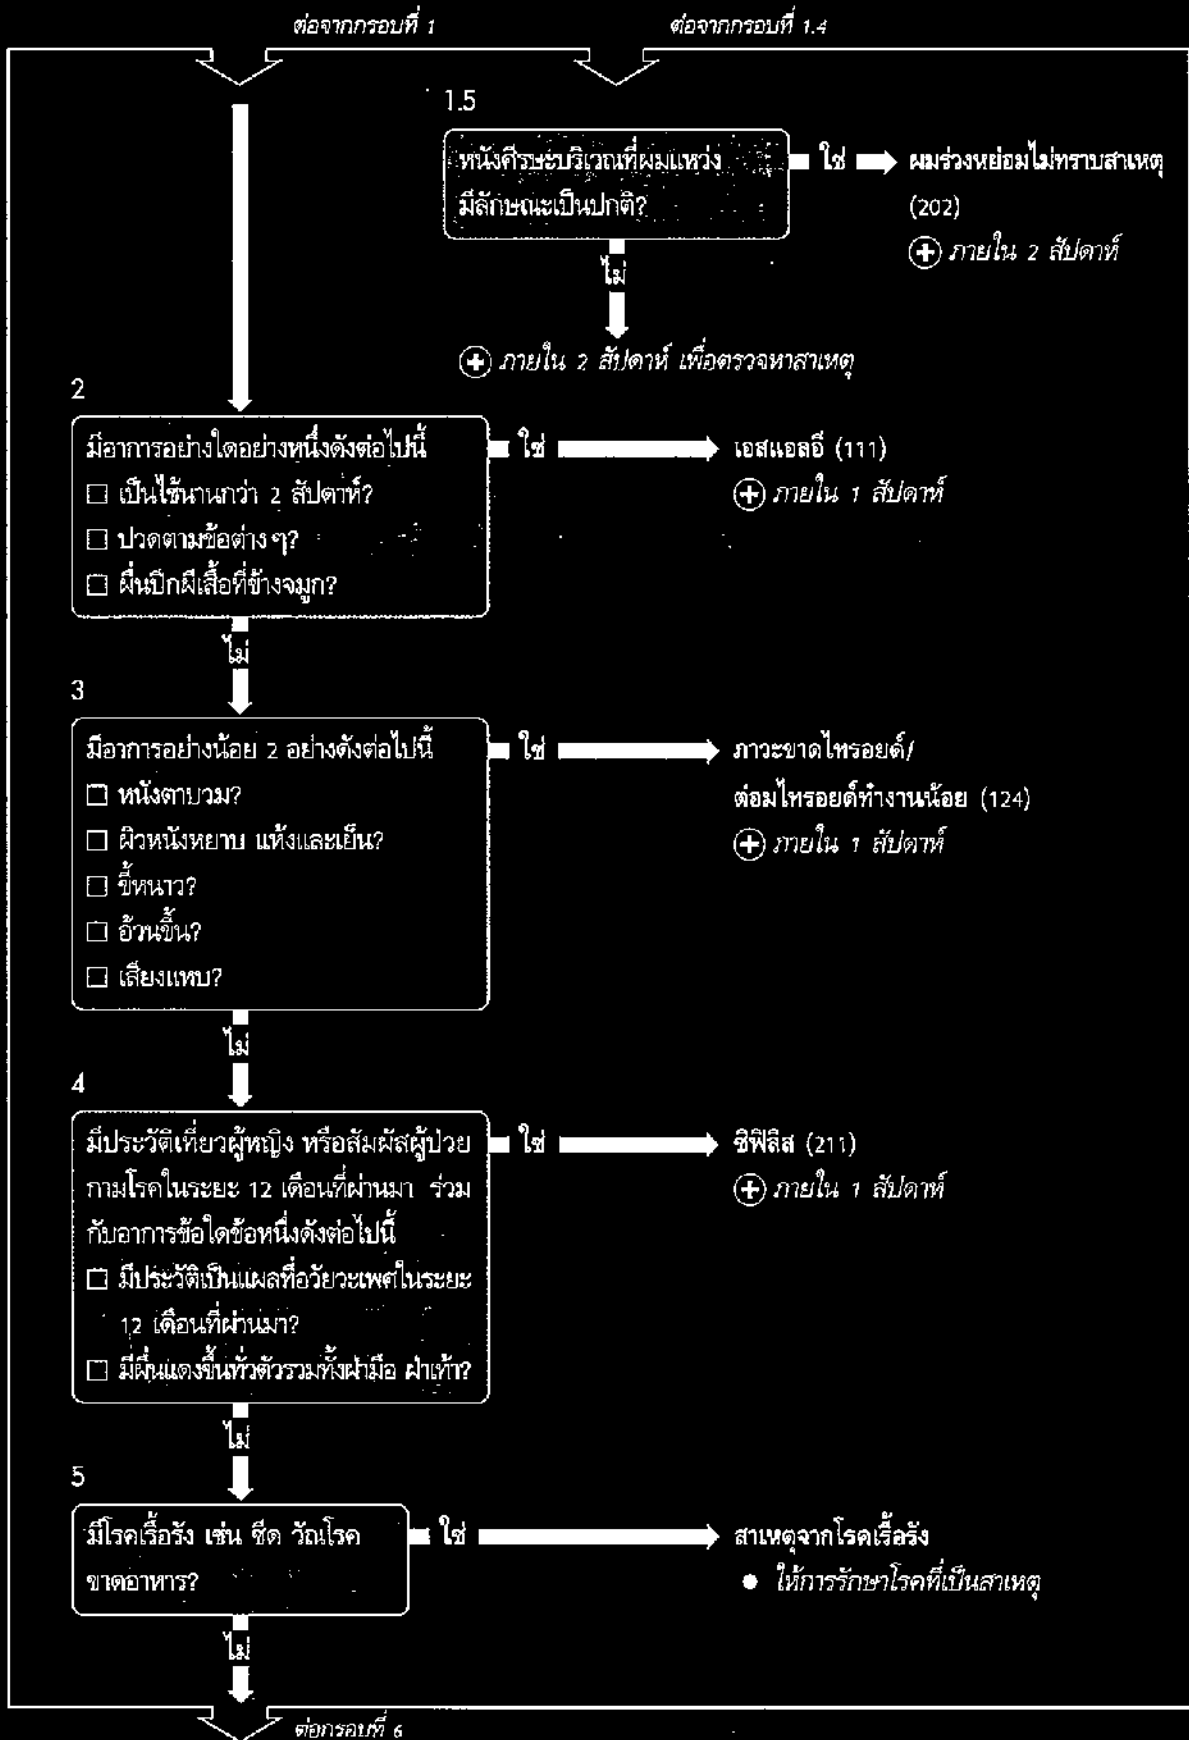 ต่อจากกรอบที่ 1
ต่อจากกรอบที่ 1.4
1.5
หนังศีรษะบริเวณที่ผมแหว่ง
มีลักษณะเป็นปกติ?
ใช่
ผมร่วงหย่อมไม่ทราบสาเหตุ
(202)
ภายใน 2 สัปดาห์
ไม่
ภายใน 2 สัปดาห์ เพื่อตรวจหาสาเหตุ
2
มีอาการอย่างใดอย่างหนึ่งดังต่อไปนี้
เป็นไข้นานกว่า 2 สัปดาห์?
ปวดตามข้อต่างๆ?
ผื่นปีกผีเสื้อที่ข้างจมูก?
ใช่
เอสแอลอี (111)
ภายใน 1 สัปดาห์
ไม่
3
มีอาการอย่างน้อย 2 อย่างดังต่อไปนี้
หนังตาบวม?
ผิวหนังหยาบ แห้งและเย็น?
ขี้หนาว?
อ้วนขึ้น?
เสียงแหบ?
ใช่
ภาวะขาดไทรอยด์/
ต่อมไทรอยด์ทำงานน้อย (124)
ภายใน 1 สัปดาห์
ไม่
4
มีประวัติเที่ยวผู้หญิง หรือสัมผัสผู้ป่วย
กามโรคในระยะ 12 เดือนที่ผ่านมา ร่วม
กับอาการข้อใดข้อหนึ่งดังต่อไปนี้
มีประวัติเป็นแผลที่อวัยวะเพศในระยะ
12 เดือนที่ผ่านมา?
มีผื่นแดงขึ้นทั่วตัวรวมทั้งฝ่ามือ ฝ่าเท้า?
ใช่
ซิฟิลิส (211)
ภายใน 1 สัปดาห์
ไม่
5
มีโรคเรื้อรัง เช่น ซีด วัณโรค
ขาดอาหาร?
ใช่
สาเหตุจากโรคเรื้อรัง
● ให้การรักษาโรคที่เป็นสาเหตุ
ไม่
ต่อกรอบที่ 6